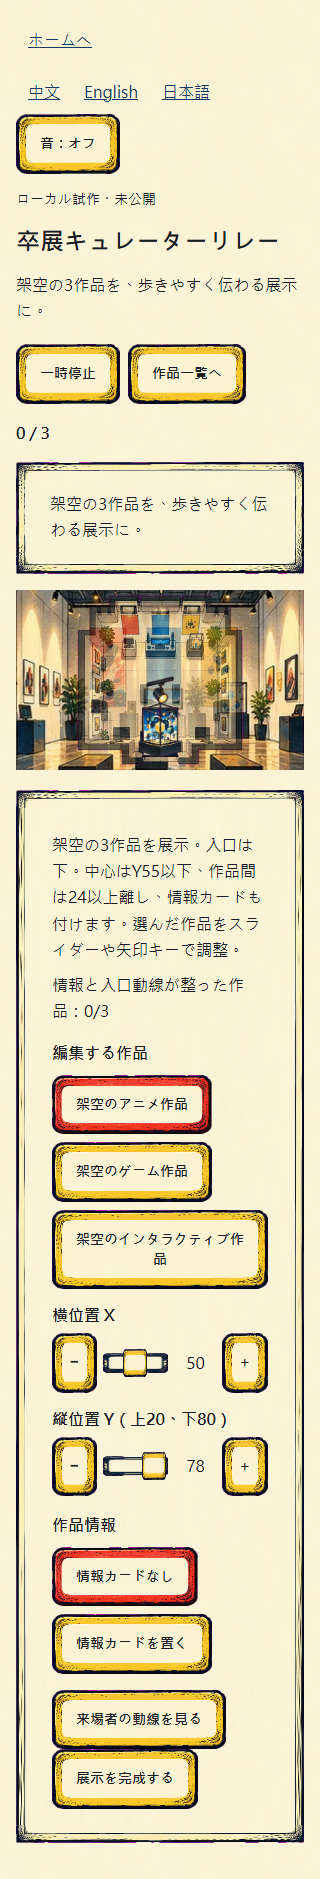 ホームへ
中文 English 日本語
音：オフ
ローカル試作・未公開
卒展キュレーターリレー
架空の3作品を、歩きやすく伝わる展示
に。
一時停止 作品一覧へ
0 / 3
架空の3作品を、歩きやすく伝
わる展示に。
架空の3作品を展示。入口は
下。中心はY55以下、作品間
は24以上離し、情報カードも
付けます。選んだ作品をスラ
イダーや矢印キーで調整。
情報と入口動線が整った作
品：0/3
編集する作品
架空のアニメ作品
架空のゲーム作品
架空のインタラクティブ作
品
横位置 X
− 50 +
縦位置 Y（上20、下80）
− 78 +
作品情報
情報カードなし
情報カードを置く
来場者の動線を見る
展示を完成する